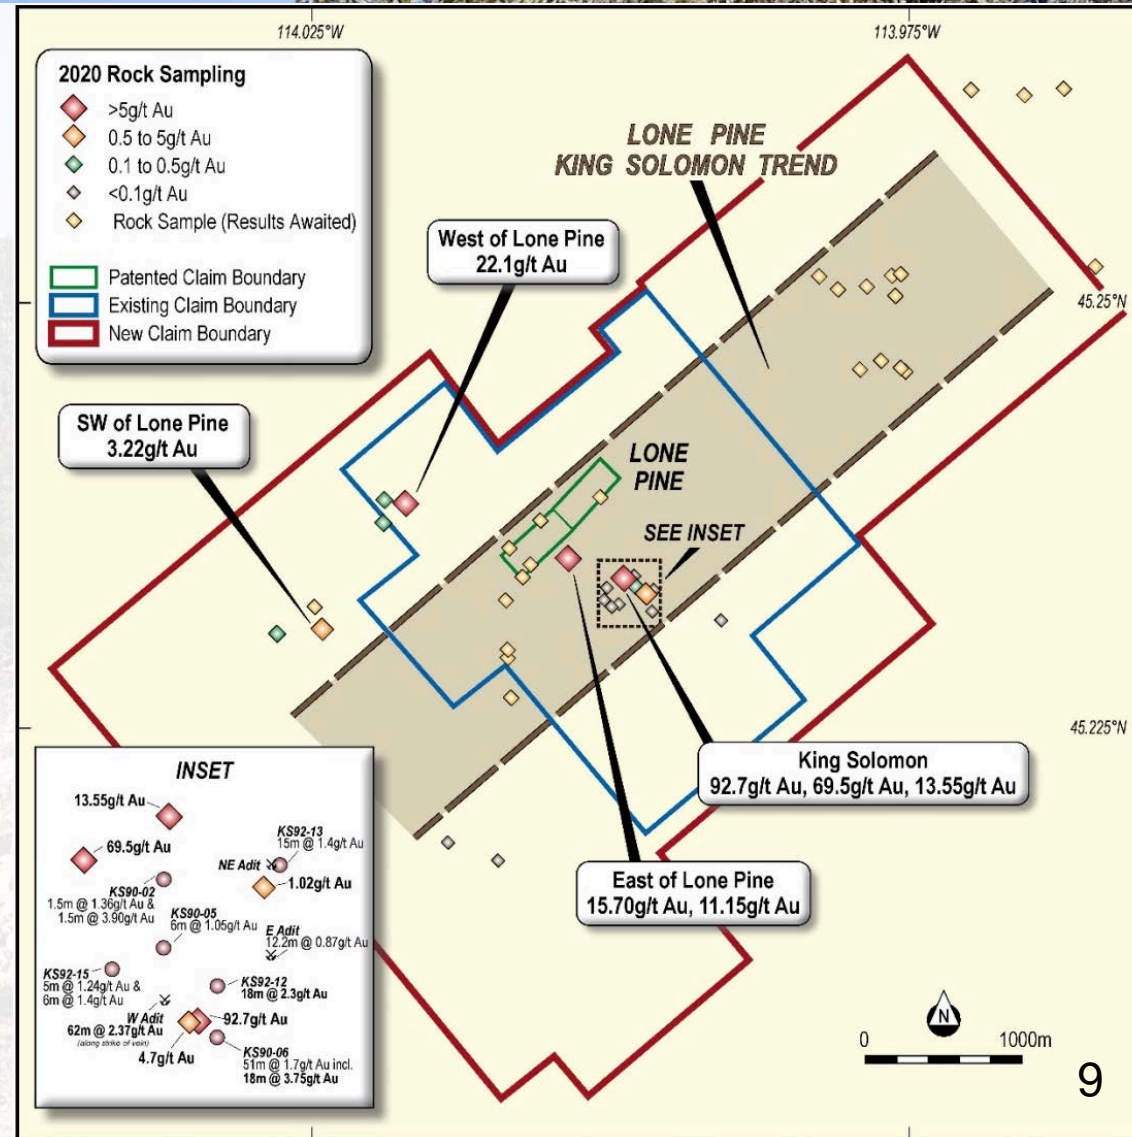 114.025°W
113.975°W
2020 Rock Sampling
>5g/t Au
0.5 to 5g/t Au
0.1 to 0.5g/t Au
<0.1g/t Au
Rock Sample (Results Awaited)
Patented Claim Boundary
Existing Claim Boundary
New Claim Boundary
LONE PINE
KING SOLOMON TREND
West of Lone Pine
22.1g/t Au
45.25°N
SW of Lone Pine
3.22g/t Au
LONE
PINE
SEE INSET
45.225°N
King Solomon
92.7g/t Au, 69.5g/t Au, 13.55g/t Au
East of Lone Pine
15.70g/t Au, 11.15g/t Au
INSET
13.55g/t Au
69.5g/t Au
KS92-13
15m @ 1.4g/t Au
NE Adit
1.02g/t Au
KS90-02
1.5m @ 1.36g/t Au &
1.5m @ 3.90g/t Au
KS90-05
6m @ 1.05g/t Au
E Adit
12.2m @ 0.87g/t Au
KS92-15
5m @ 1.24g/t Au &
6m @ 1.4g/t Au
KS92-12
18m @ 2.3g/t Au
W Adit
62m @ 2.37g/t Au
(along strike of vein)
92.7g/t Au
4.7g/t Au
KS90-06
51m @ 1.7g/t Au incl.
18m @ 3.75g/t Au
N
0 1000m
9